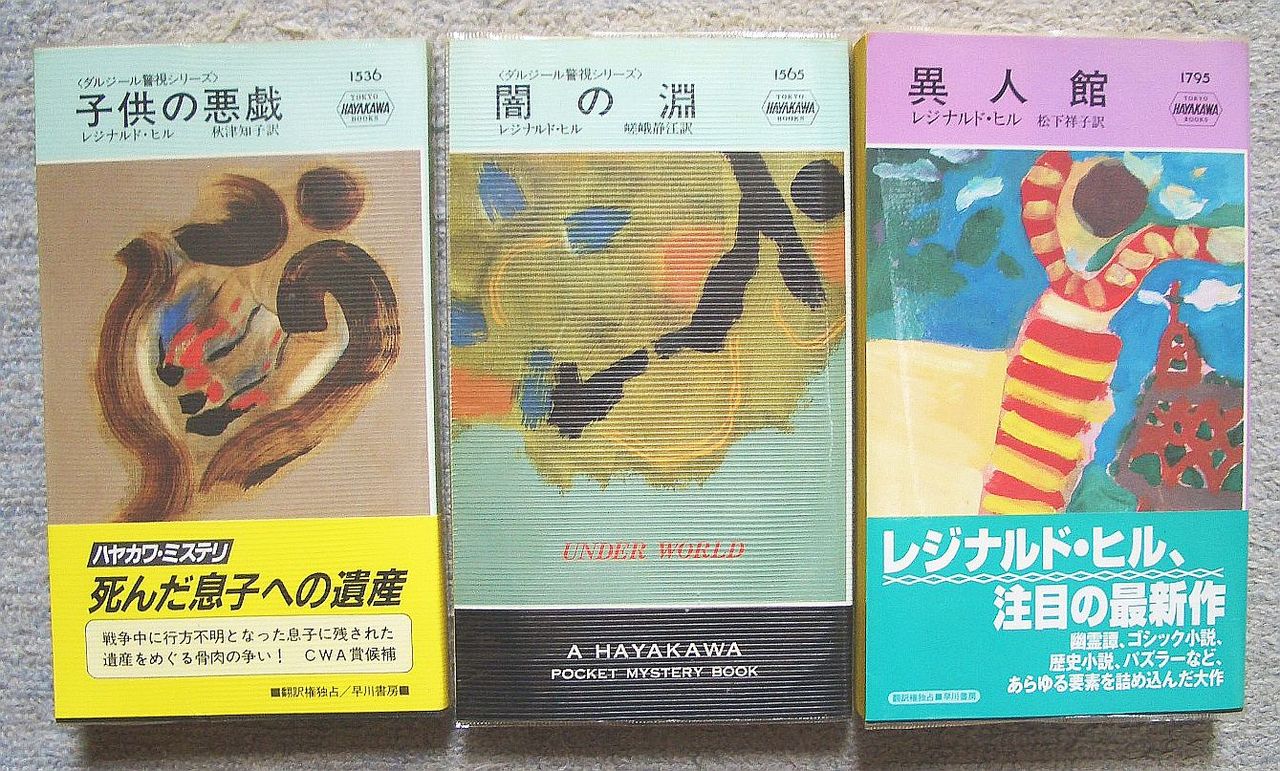 〈ダルジール警視シリーズ〉
1536
子供の悪戯
レジナルド・ヒル 秋津知子訳
TOKYO
HAYAKAWA
BOOKS
ハヤカワ・ミステリ
死んだ息子への遺産
戦争中に行方不明となった息子に残された
遺産をめぐる骨肉の争い！ CWA賞候補
■翻訳権独占／早川書房■
〈ダルジール警視シリーズ〉
1565
闇の淵
レジナルド・ヒル 嵯峨静江訳
TOKYO
HAYAKAWA
BOOKS
UNDER WORLD
A HAYAKAWA
POCKET MYSTERY BOOK
1795
異人館
レジナルド・ヒル 松下祥子訳
TOKYO
HAYAKAWA
BOOKS
レジナルド・ヒル、
注目の最新作
ゴシック小説、
歴史小説、ホラーなど、
あらゆる要素を詰めこんだ大作
翻訳権独占■早川書房